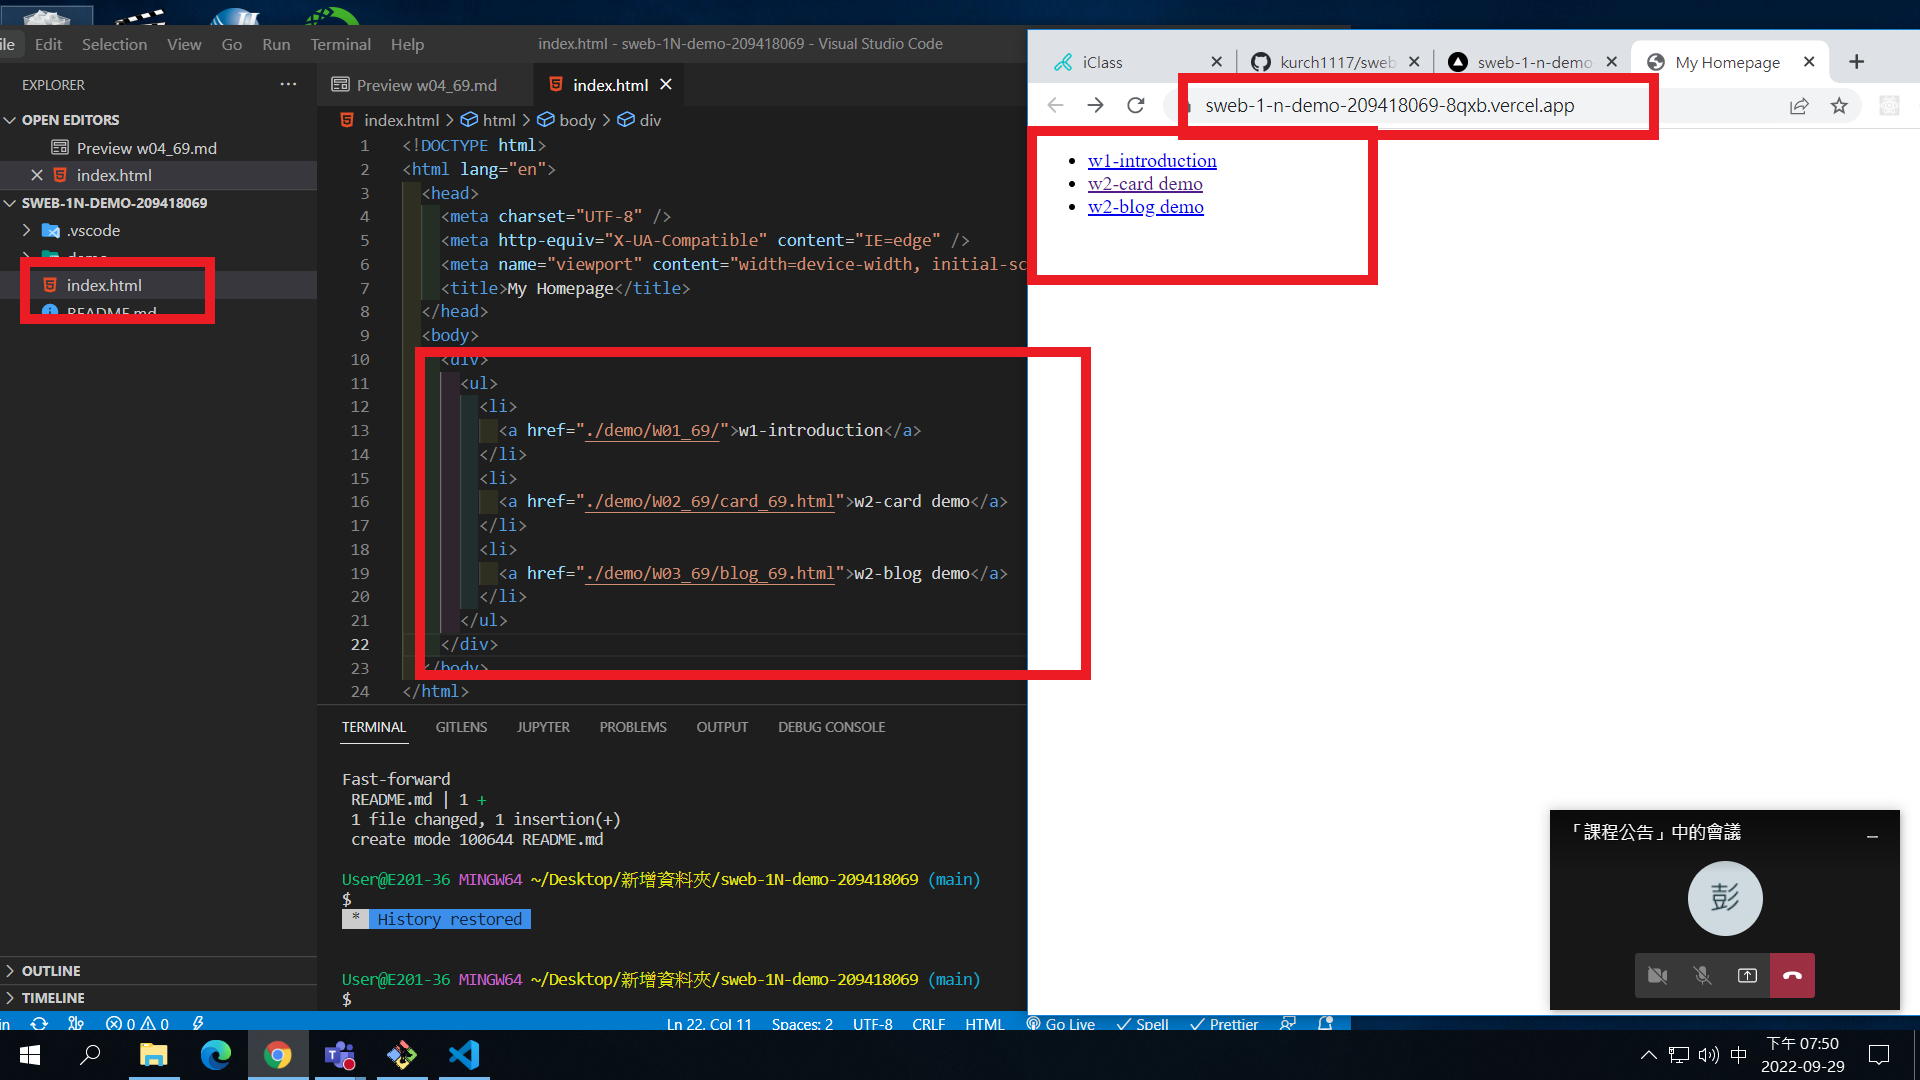 ile Edit Selection View Go Run Terminal Help
index.html - sweb-1N-demo-209418069 - Visual Studio Code
EXPLORER
OPEN EDITORS
Preview w04_69.md
index.html
SWEB-1N-DEMO-209418069
.vscode
demo
index.html
README.md
OUTLINE
TIMELINE
Preview w04_69.md
index.html
index.html > html > body > div
1 <!DOCTYPE html>
2 <html lang="en">
3 <head>
4 <meta charset="UTF-8" />
5 <meta http-equiv="X-UA-Compatible" content="IE=edge" />
6 <meta name="viewport" content="width=device-width, initial-sc
7 <title>My Homepage</title>
8 </head>
9 <body>
10 <div>
11 <ul>
12 <li>
13 <a href="./demo/W01_69/">w1-introduction</a>
14 </li>
15 <li>
16 <a href="./demo/W02_69/card_69.html">w2-card demo</a>
17 </li>
18 <li>
19 <a href="./demo/W03_69/blog_69.html">w2-blog demo</a>
20 </li>
21 </ul>
22 </div>
23 </body>
24 </html>
TERMINAL GITLENS JUPYTER PROBLEMS OUTPUT DEBUG CONSOLE
Fast-forward
README.md | 1 +
1 file changed, 1 insertion(+)
create mode 100644 README.md
User@E201-36 MINGW64 ~/Desktop/新增資料夾/sweb-1N-demo-209418069 (main)
$
* History restored
User@E201-36 MINGW64 ~/Desktop/新增資料夾/sweb-1N-demo-209418069 (main)
$
in 0 0 Ln 22, Col 11 Spaces: 2 UTF-8 CRLF HTML Go Live Spell Prettier
iClass
kurch1117/sweb
sweb-1-n-demo
My Homepage
sweb-1-n-demo-209418069-8qxb.vercel.app
• w1-introduction
• w2-card demo
• w2-blog demo
「課程公告」中的會議
彭
中
下午 07:50
2022-09-29